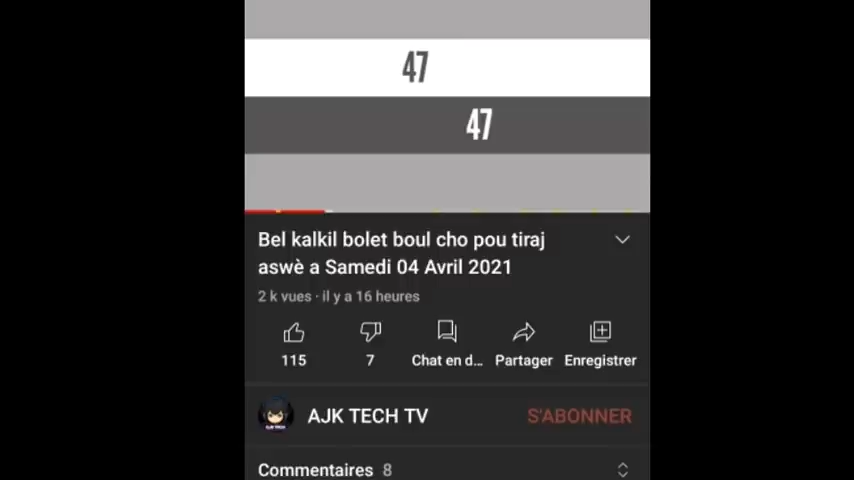 47
47
Bel kalkil bolet boul cho pou tiraj
aswè a Samedi 04 Avril 2021
2 k vues · il y a 16 heures
115
7
Chat en d...
Partager
Enregistrer
AJK TECH TV
S'ABONNER
Commentaires 8